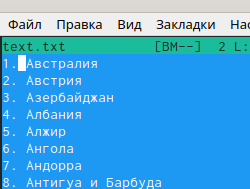 Файл Правка Вид Закладки Нас
text.txt [BM--] 2 L:
1. Австралия
2. Австрия
3. Азербайджан
4. Албания
5. Алжир
6. Ангола
7. Андорра
8. Антигуа и Барбуда